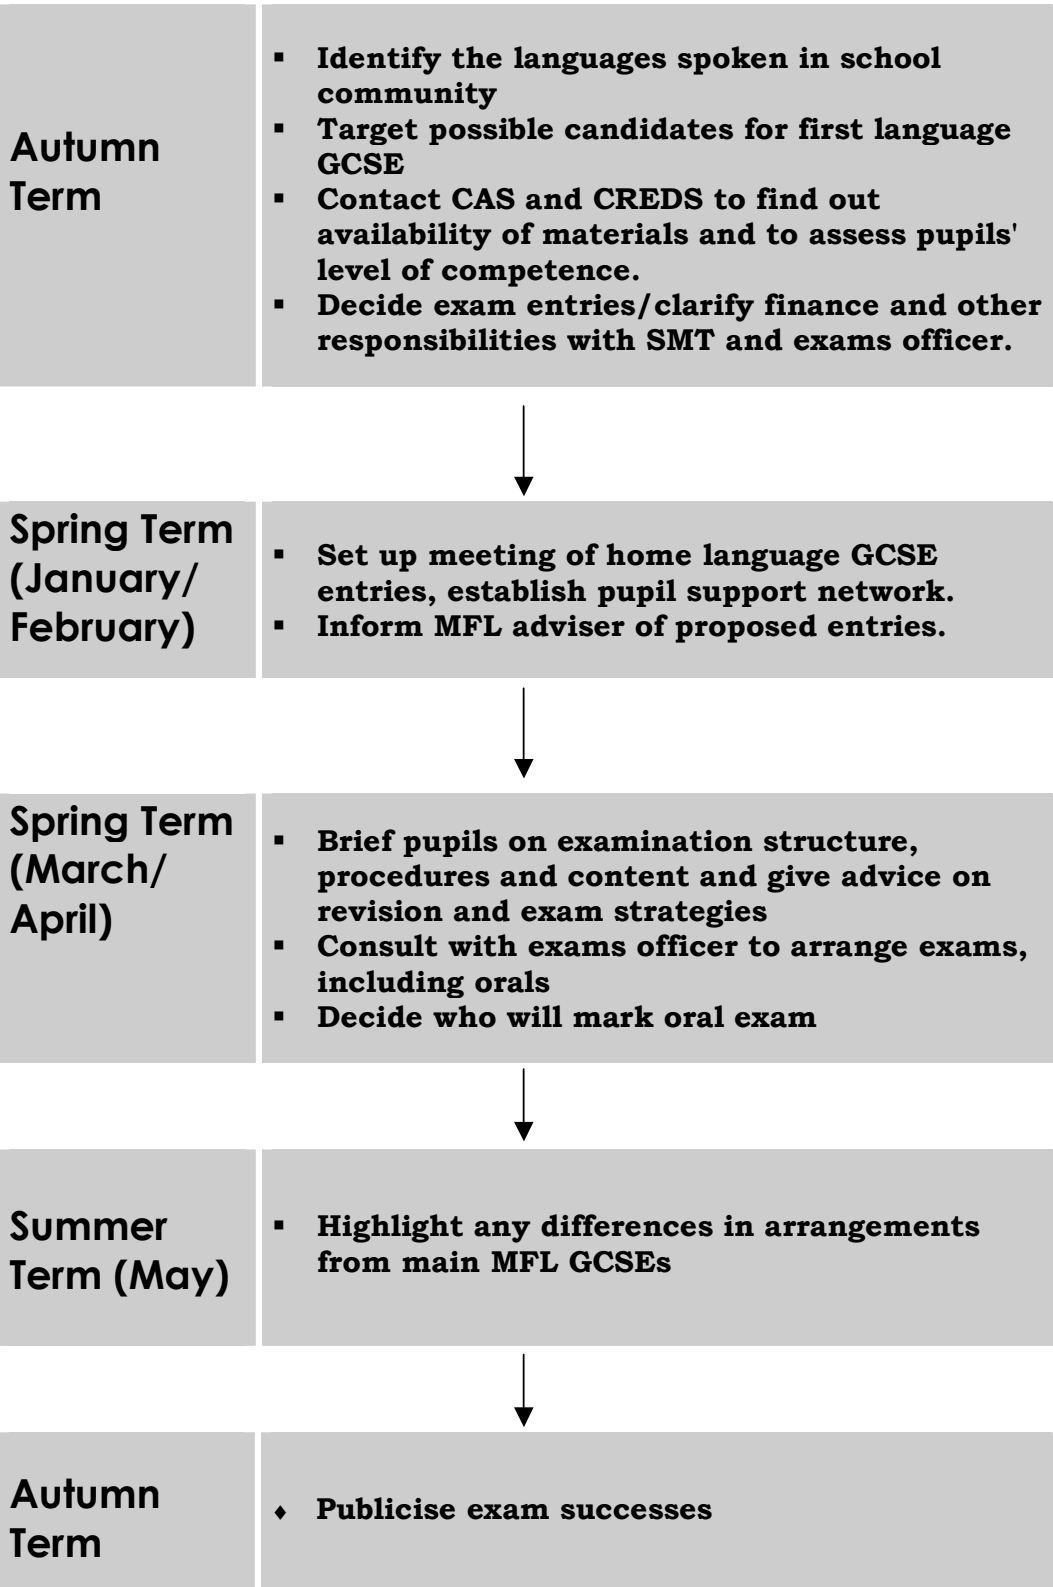 Autumn
Term
▪ Identify the languages spoken in school
community
▪ Target possible candidates for first language
GCSE
▪ Contact CAS and CREDS to find out
availability of materials and to assess pupils'
level of competence.
▪ Decide exam entries/clarify finance and other
responsibilities with SMT and exams officer.
Spring Term
(January/
February)
▪ Set up meeting of home language GCSE
entries, establish pupil support network.
▪ Inform MFL adviser of proposed entries.
Spring Term
(March/
April)
▪ Brief pupils on examination structure,
procedures and content and give advice on
revision and exam strategies
▪ Consult with exams officer to arrange exams,
including orals
▪ Decide who will mark oral exam
Summer
Term (May)
▪ Highlight any differences in arrangements
from main MFL GCSEs
Autumn
Term
♦ Publicise exam successes